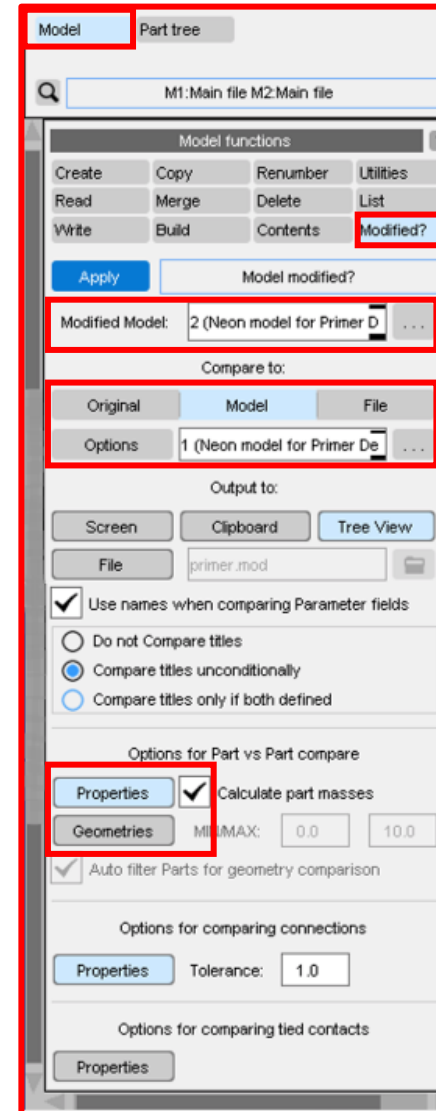 Model Part tree
M1:Main file M2:Main file
Model functions
Create Copy Renumber Utilities
Read Merge Delete List
Write Build Contents Modified?
Apply Model modified?
Modified Model: 2 (Neon model for Primer D ...
Compare to:
Original Model File
Options 1 (Neon model for Primer De ...
Output to:
Screen Clipboard Tree View
File primer.mod
Use names when comparing Parameter fields
Do not Compare titles
Compare titles unconditionally
Compare titles only if both defined
Options for Part vs Part compare
Properties Calculate part masses
Geometries MIN/MAX: 0.0 10.0
Auto filter Parts for geometry comparison
Options for comparing connections
Properties Tolerance: 1.0
Options for comparing tied contacts
Properties